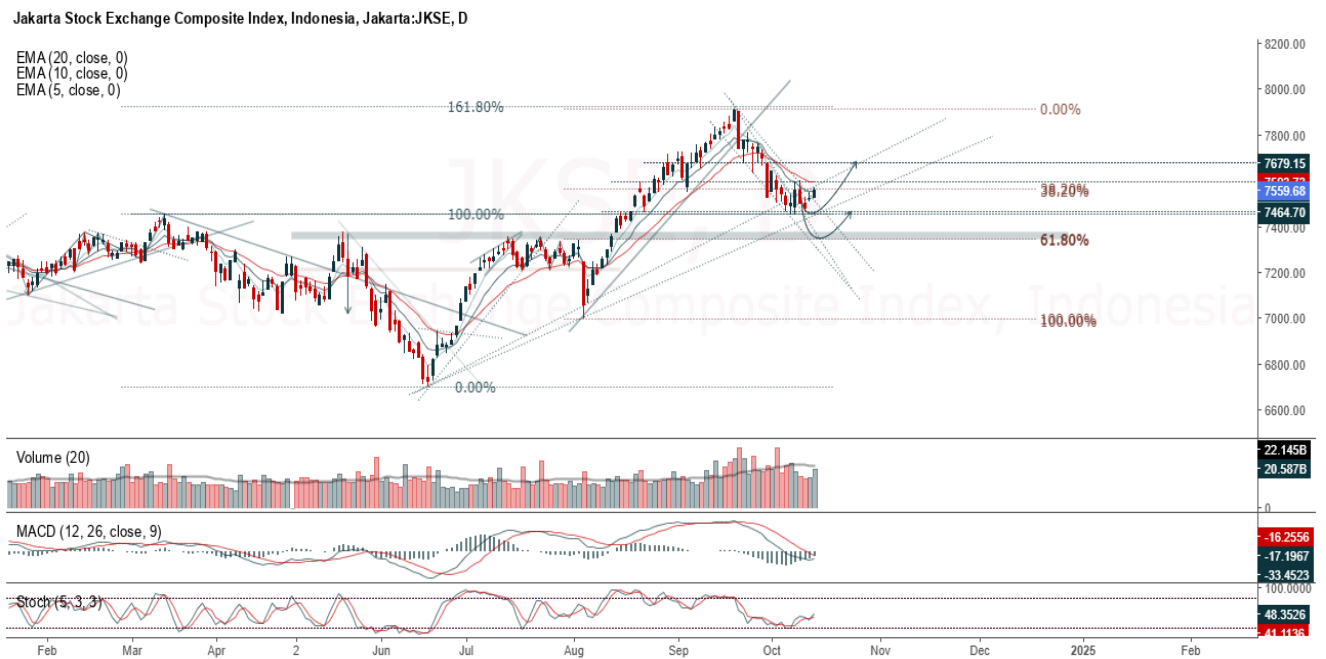 Jakarta Stock Exchange Composite Index, Indonesia, Jakarta:JKSE, D
EMA (20, close, 0)
EMA (10, close, 0)
EMA (5, close, 0)
JKSE, D
Jakarta Stock Exchange Composite Index, Indonesia
161.80%
100.00%
0.00%
0.00%
38.20%
61.80%
100.00%
8200.00
8000.00
7800.00
7679.15
7559.68
7464.70
7400.00
7200.00
7000.00
6800.00
6600.00
Volume (20)
22.145B
20.587B
0
MACD (12, 26, close, 9)
-16.2556
-17.1967
-33.4523
Stoch (5, 3, 3)
100.0000
48.3526
41.1136
Feb Mar Apr 2 Jun Jul Aug Sep Oct Nov Dec 2025 Feb